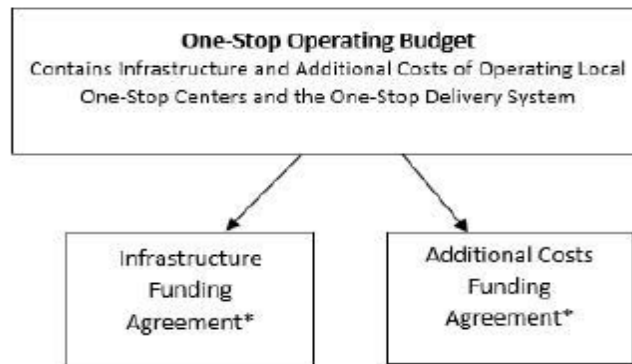 One-Stop Operating Budget
Contains Infrastructure and Additional Costs of Operating Local
One-Stop Centers and the One-Stop Delivery System
Infrastructure
Funding
Agreement*
Additional Costs
Funding
Agreement*